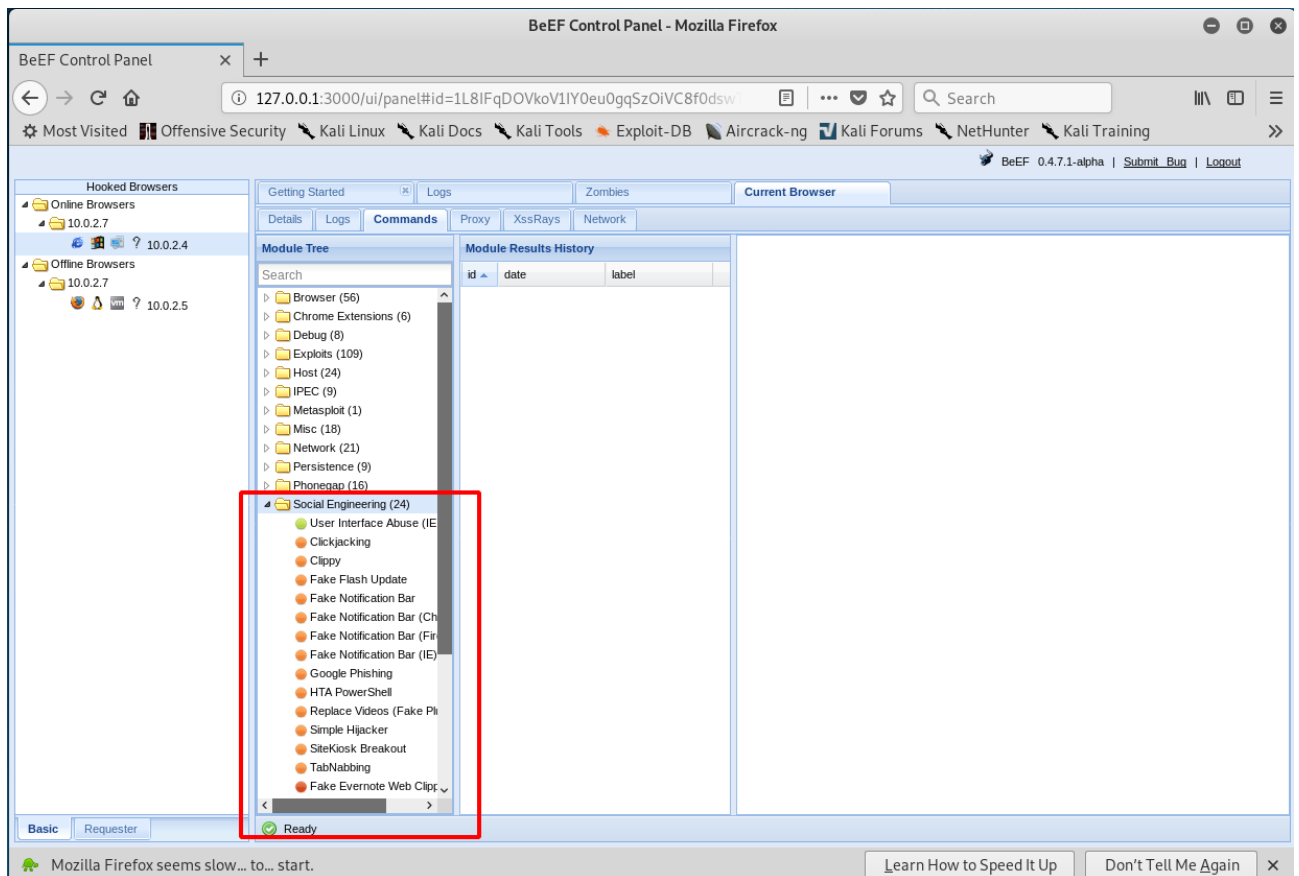 BeEF Control Panel - Mozilla Firefox
BeEF Control Panel
127.0.0.1:3000/ui/panel#id=1L8IFqDOVkoV1IY0eu0gqSzOiVC8f0dsw
Search
Most Visited Offensive Security Kali Linux Kali Docs Kali Tools Exploit-DB Aircrack-ng Kali Forums NetHunter Kali Training
BeEF 0.4.7.1-alpha | Submit Bug | Logout
Hooked Browsers
Online Browsers
10.0.2.7
? 10.0.2.4
Offline Browsers
10.0.2.7
vm ? 10.0.2.5
Basic Requester
Getting Started Logs Zombies Current Browser
Details Logs Commands Proxy XssRays Network
Module Tree
Search
Browser (56)
Chrome Extensions (6)
Debug (8)
Exploits (109)
Host (24)
IPEC (9)
Metasploit (1)
Misc (18)
Network (21)
Persistence (9)
Phonegap (16)
Social Engineering (24)
User Interface Abuse (IE
Clickjacking
Clippy
Fake Flash Update
Fake Notification Bar
Fake Notification Bar (Ch
Fake Notification Bar (Fire
Fake Notification Bar (IE)
Google Phishing
HTA PowerShell
Replace Videos (Fake Plu
Simple Hijacker
SiteKiosk Breakout
TabNabbing
Fake Evernote Web Clipp
Module Results History
id date label
Ready
Mozilla Firefox seems slow... to... start.
Learn How to Speed It Up
Don't Tell Me Again